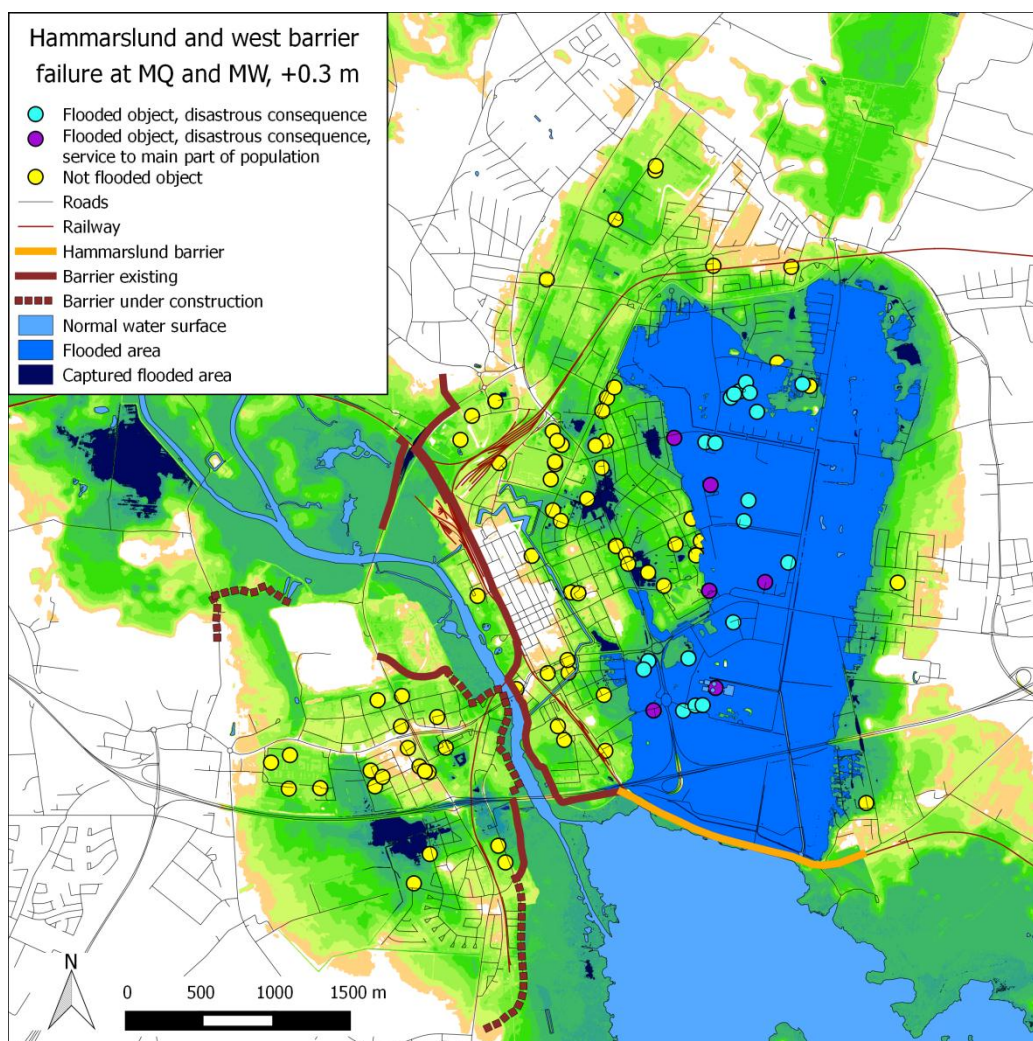 Hammarslund and west barrier
failure at MQ and MW, +0.3 m
Flooded object, disastrous consequence
Flooded object, disastrous consequence,
service to main part of population
Not flooded object
Roads
Railway
Hammarslund barrier
Barrier existing
Barrier under construction
Normal water surface
Flooded area
Captured flooded area
N
0 500 1000 1500 m